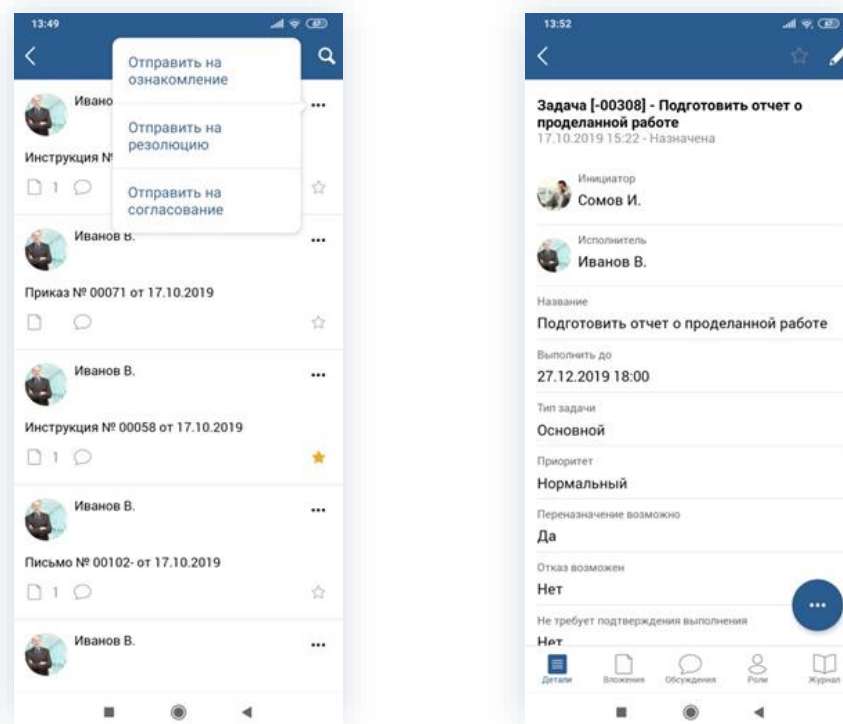 13:49
Отправить на
ознакомление
Отправить на
резолюцию
Отправить на
согласование
Ивано
Инструкция №
1
Иванов В.
Приказ № 00071 от 17.10.2019
Иванов В.
Инструкция № 00058 от 17.10.2019
1
Иванов В.
Письмо № 00102- от 17.10.2019
1
Иванов В.
13:52
Задача [-00308] - Подготовить отчет о
проделанной работе
17.10.2019 15:22 - Назначена
Инициатор
Сомов И.
Исполнитель
Иванов В.
Название
Подготовить отчет о проделанной работе
Выполнить до
27.12.2019 18:00
Тип задачи
Основной
Приоритет
Нормальный
Переназначение возможно
Да
Отказ возможен
Нет
Не требует подтверждения выполнения
Нет
Детали Вложения Обсуждения Роли Журнал